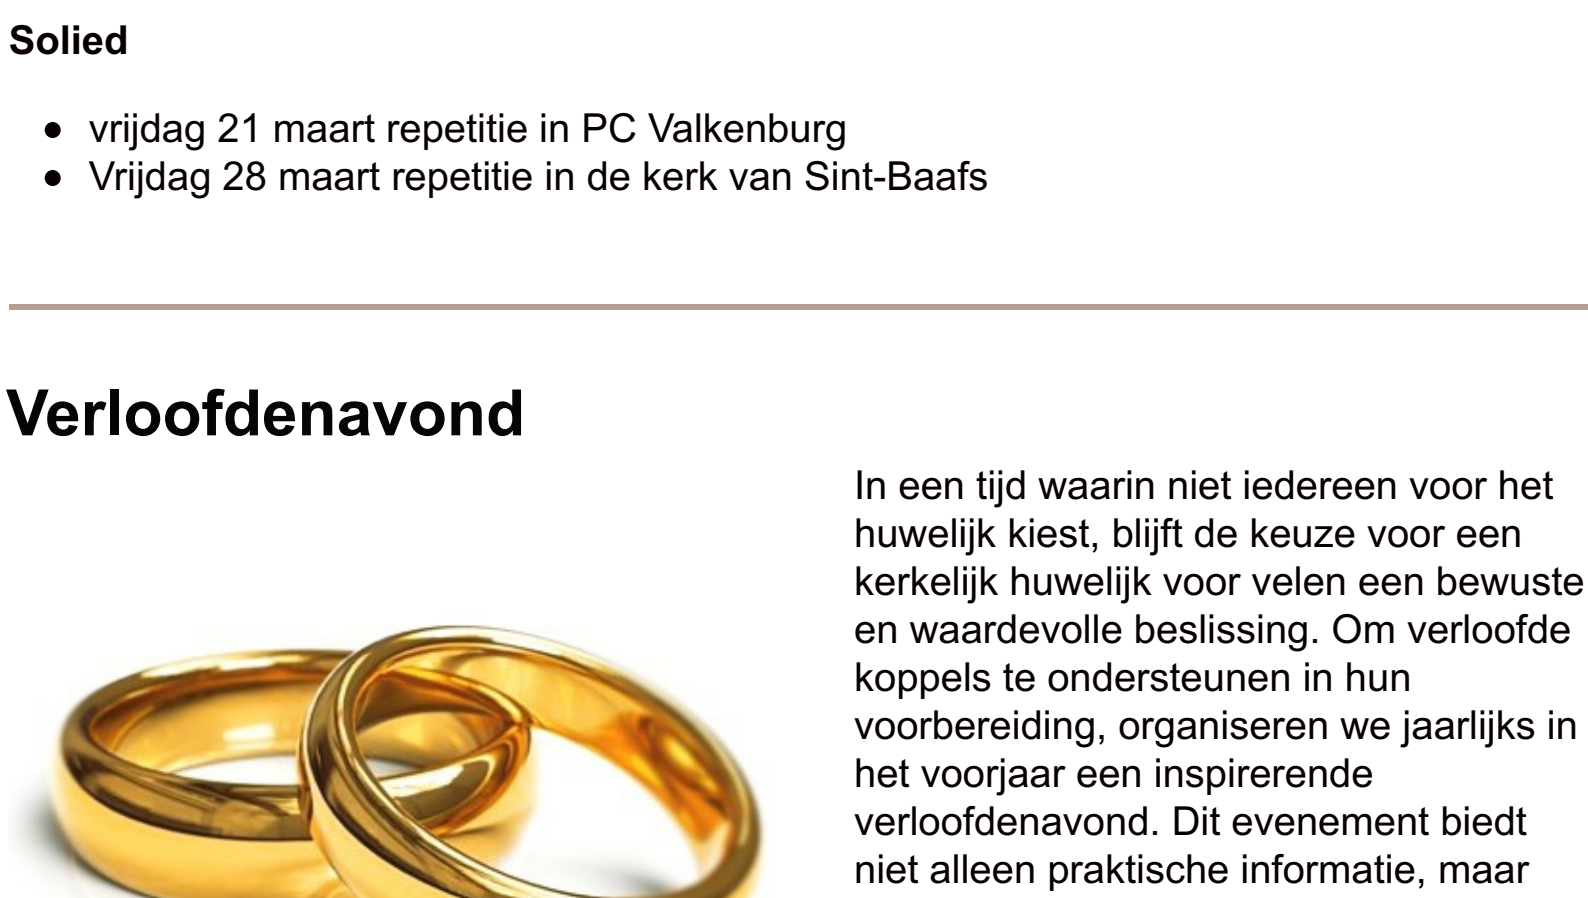 Solied
● vrijdag 21 maart repetitie in PC Valkenburg
● Vrijdag 28 maart repetitie in de kerk van Sint-Baafs
Verloofdenavond
In een tijd waarin niet iedereen voor het
huwelijk kiest, blijft de keuze voor een
kerkelijk huwelijk voor velen een bewuste
en waardevolle beslissing. Om verloofde
koppels te ondersteunen in hun
voorbereiding, organiseren we jaarlijks in
het voorjaar een inspirerende
verloofdenavond. Dit evenement biedt
niet alleen praktische informatie, maar